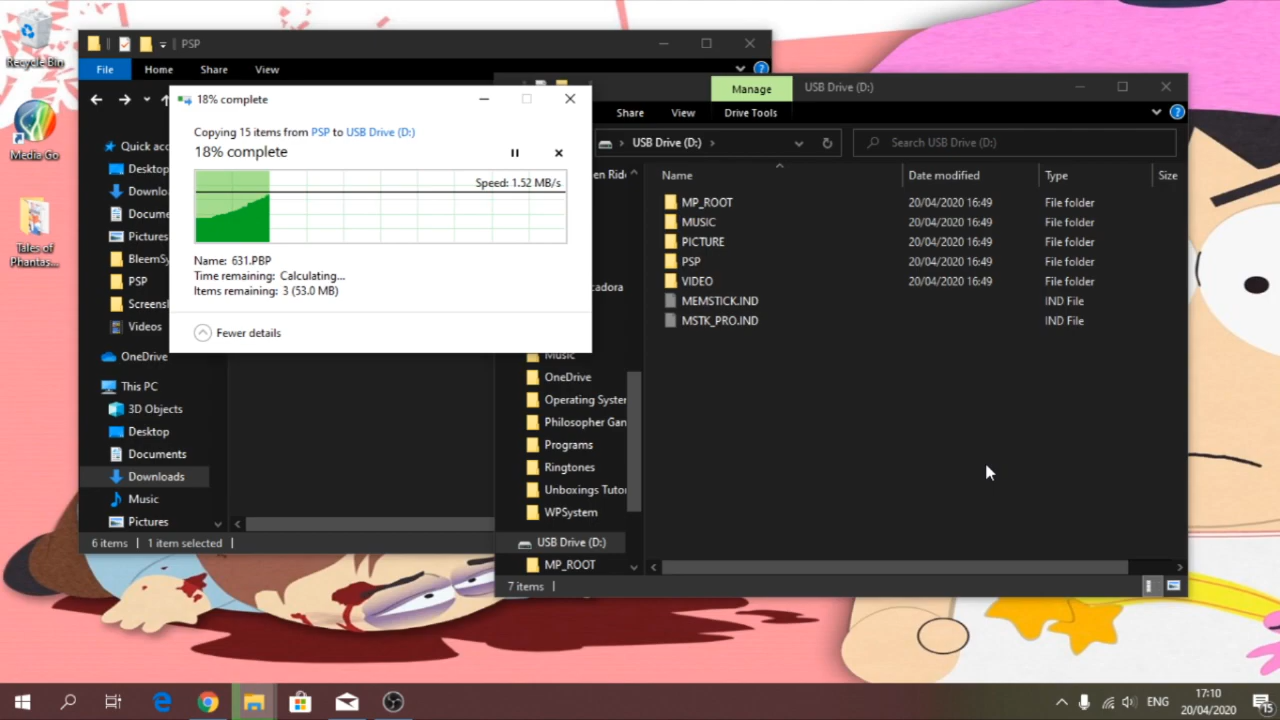 Recycle Bin
Media Go
Tales of
Phantas...
PSP
File Home Share View
Quick acc
Desktop
Downlo
Docume
Pictures
BleemSy
PSP
Screensh
Videos
OneDrive
This PC
3D Objects
Desktop
Documents
Downloads
Music
Pictures
6 items 1 item selected
18% complete
Copying 15 items from PSP to USB Drive (D:)
18% complete
Speed: 1.52 MB/s
Name: 631.PBP
Time remaining: Calculating...
Items remaining: 3 (53.0 MB)
Fewer details
Manage USB Drive (D:)
Share View Drive Tools
USB Drive (D:) Search USB Drive (D:)
en Ride
cadora
Music
OneDrive
Operating System
Philosopher Gan
Programs
Ringtones
Unboxings Tutor
WPSystem
USB Drive (D:)
MP_ROOT
Name Date modified Type Size
MP_ROOT 20/04/2020 16:49 File folder
MUSIC 20/04/2020 16:49 File folder
PICTURE 20/04/2020 16:49 File folder
PSP 20/04/2020 16:49 File folder
VIDEO 20/04/2020 16:49 File folder
MEMSTICK.IND IND File
MSTK_PRO.IND IND File
7 items
ENG
17:10
20/04/2020
15